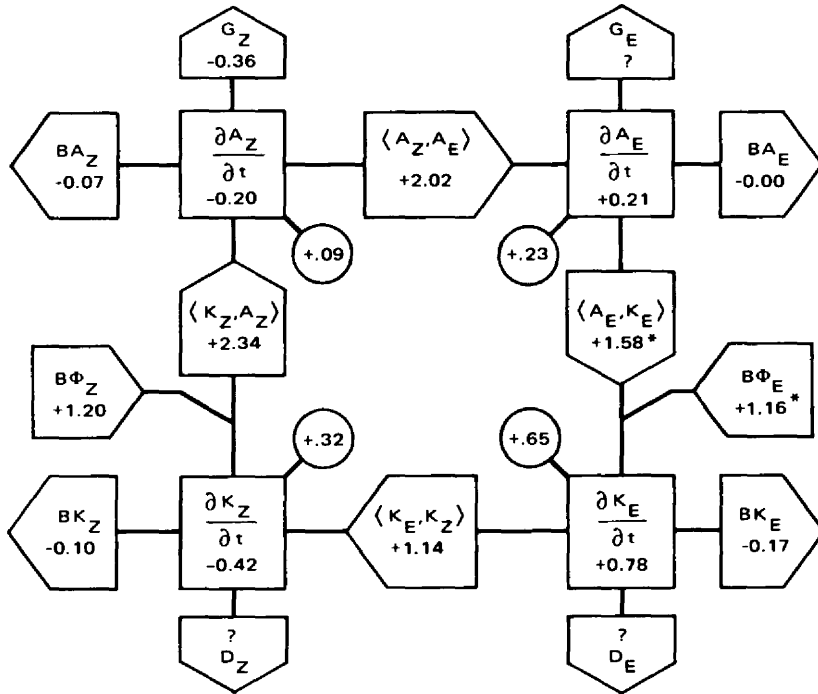 G_Z
-0.36
G_E
?
BA_Z
-0.07
∂A_Z
∂t
-0.20
⟨A_Z,A_E⟩
+2.02
∂A_E
∂t
+0.21
BA_E
-0.00
+.09
+.23
⟨K_Z,A_Z⟩
+2.34
⟨A_E,K_E⟩
+1.58*
BΦ_Z
+1.20
BΦ_E
+1.16*
+.32
+.65
BK_Z
-0.10
∂K_Z
∂t
-0.42
⟨K_E,K_Z⟩
+1.14
∂K_E
∂t
+0.78
BK_E
-0.17
?
D_Z
?
D_E